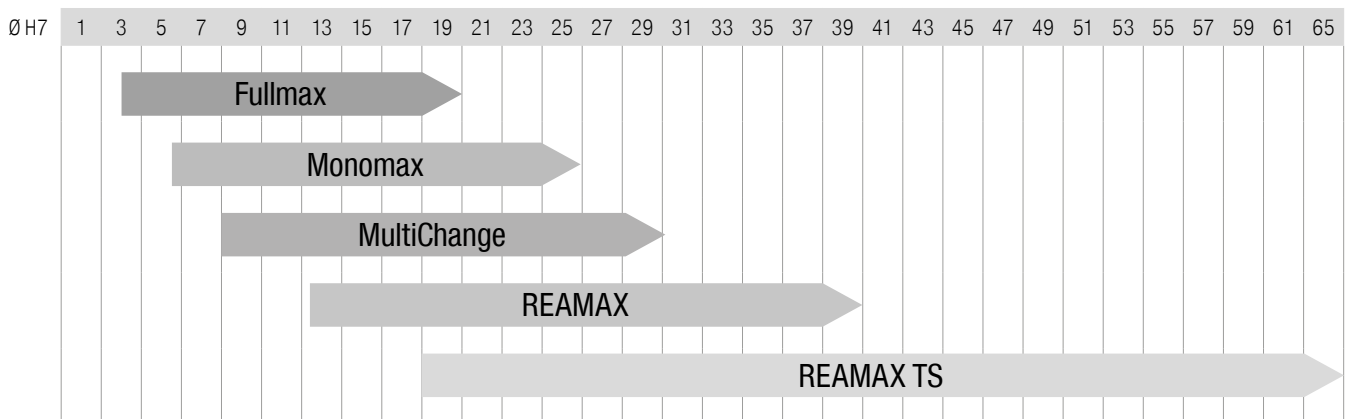 Ø H7 1 3 5 7 9 11 13 15 17 19 21 23 25 27 29 31 33 35 37 39 41 43 45 47 49 51 53 55 57 59 61 65
Fullmax
Monomax
MultiChange
REAMAX
REAMAX TS